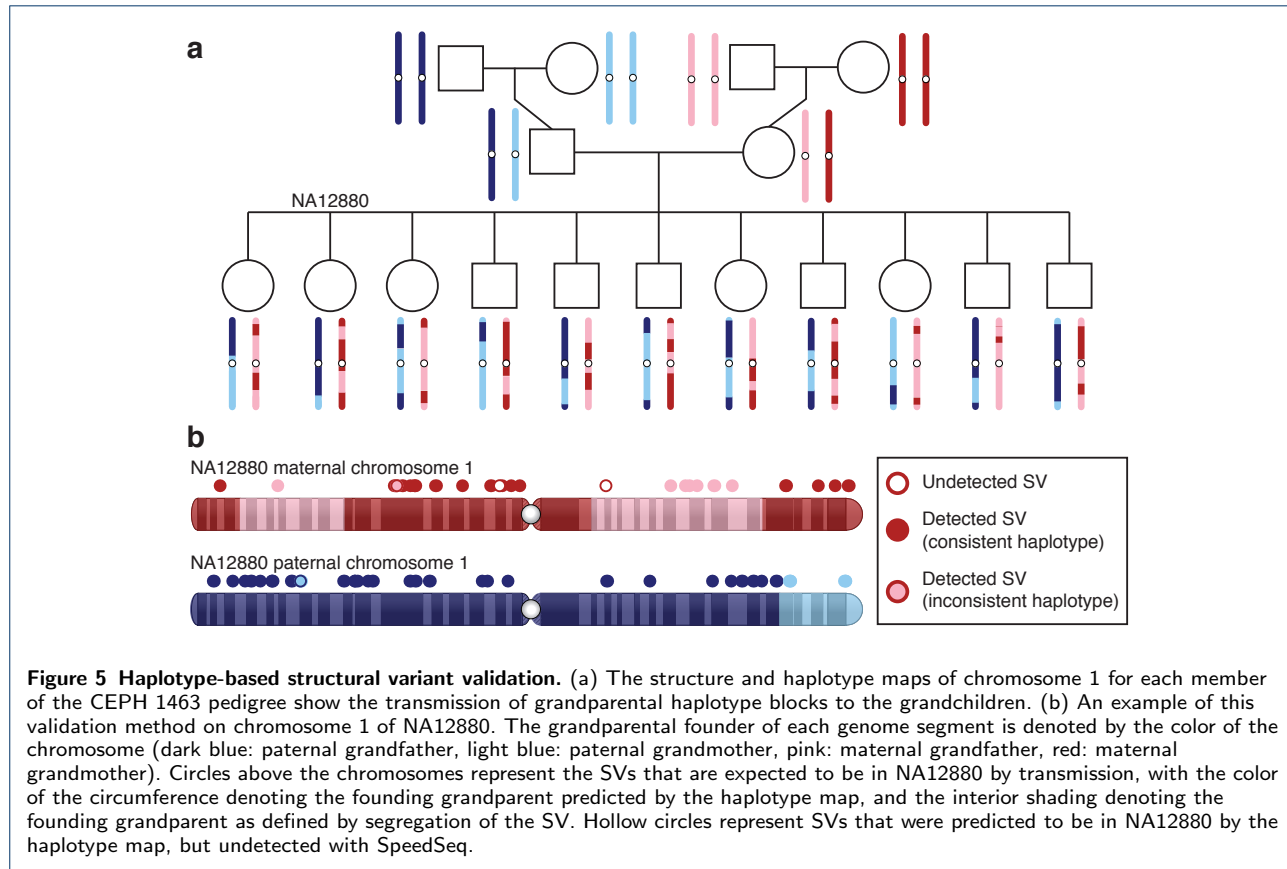 a
NA12880
b
NA12880 maternal chromosome 1
NA12880 paternal chromosome 1
Undetected SV
Detected SV
(consistent haplotype)
Detected SV
(inconsistent haplotype)
Figure 5 Haplotype-based structural variant validation. (a) The structure and haplotype maps of chromosome 1 for each member
of the CEPH 1463 pedigree show the transmission of grandparental haplotype blocks to the grandchildren. (b) An example of this
validation method on chromosome 1 of NA12880. The grandparental founder of each genome segment is denoted by the color of the
chromosome (dark blue: paternal grandfather, light blue: paternal grandmother, pink: maternal grandfather, red: maternal
grandmother). Circles above the chromosomes represent the SVs that are expected to be in NA12880 by transmission, with the color
of the circumference denoting the founding grandparent predicted by the haplotype map, and the interior shading denoting the
founding grandparent as defined by segregation of the SV. Hollow circles represent SVs that were predicted to be in NA12880 by the
haplotype map, but undetected with SpeedSeq.